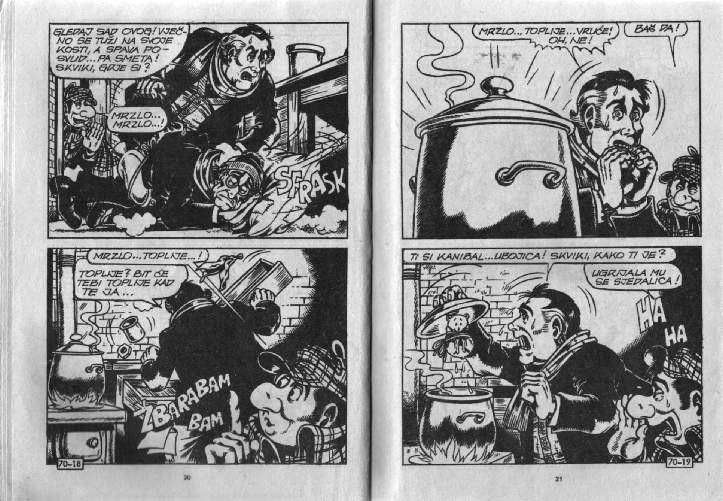 GLEDAJ SAD OVOG! VJEČ-
NO SE TUŽI NA SVOJE
KOSTI, A SPAVA PO-
SVUD...PA SMETA!
SKVIKI, GDJE SI?
MRZLO...
MRZLO...!
SFRASK
MRZLO...TOPLIJE...!
TOPLIJE? BIT ĆE
TEBI TOPLIJE KAD
TE JA...
ZBARABAM
BAM
70-18
20
MRZLO...TOPLIJE...VRUĆE!
OH, NE!
BAŠ DA!
TI SI KANIBAL...UBOJICA! SKVIKI, KAKO TI JE?
UGRIJALA MU
SE SJEDALICA!
HA
HA
70-19
21